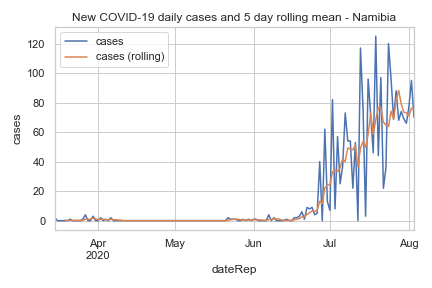 New COVID-19 daily cases and 5 day rolling mean - Namibia
cases
cases (rolling)
cases
120
100
80
60
40
20
0
Apr
2020
May
Jun
Jul
Aug
dateRep